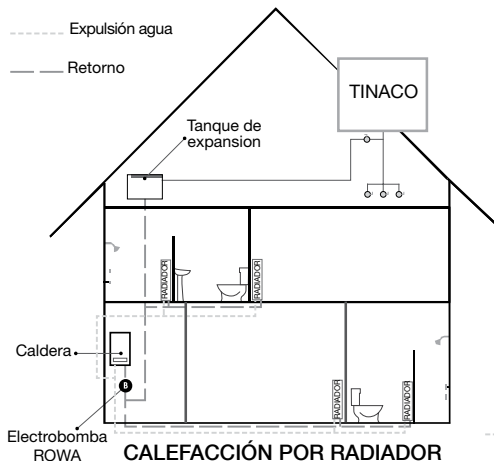 Expulsión agua
Retorno
TINACO
Tanque de
expansion
RADIADOR
RADIADOR
Caldera
B
RADIADOR
RADIADOR
Electrobomba
ROWA
CALEFACCIÓN POR RADIADOR